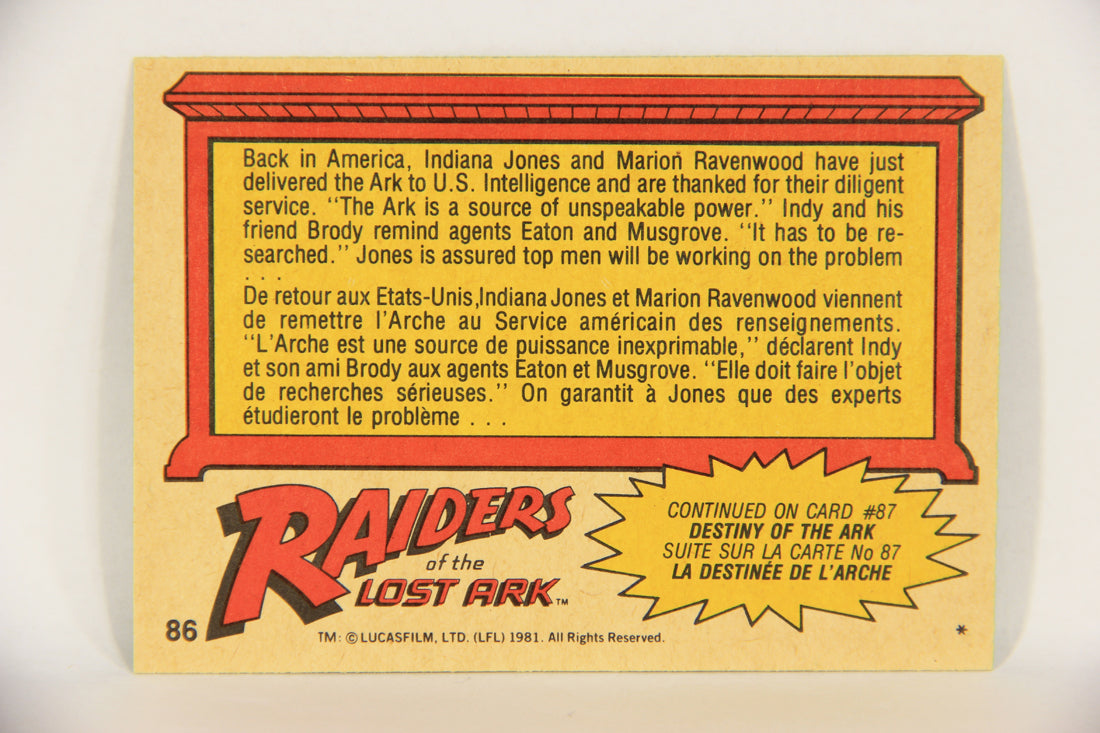 Back in America, Indiana Jones and Marion Ravenwood have just
delivered the Ark to U.S. Intelligence and are thanked for their diligent
service. ‘‘The Ark is a source of unspeakable power.’’ Indy and his
friend Brody remind agents Eaton and Musgrove. ‘‘It has to be re-
searched.’’ Jones is assured top men will be working on the problem
. . .
De retour aux Etats-Unis,Indiana Jones et Marion Ravenwood viennent
de remettre l’Arche au Service américain des renseignements.
‘‘L’Arche est une source de puissance inexprimable,’’ déclarent Indy
et son ami Brody aux agents Eaton et Musgrove. ‘‘Elle doit faire l’objet
de recherches sérieuses.’’ On garantit à Jones que des experts
étudieront le problème . . .
RAIDERS
of the
LOST ARK™
CONTINUED ON CARD #87
DESTINY OF THE ARK
SUITE SUR LA CARTE No 87
LA DESTINÉE DE L’ARCHE
86
TM: © LUCASFILM, LTD. (LFL) 1981. All Rights Reserved.
*